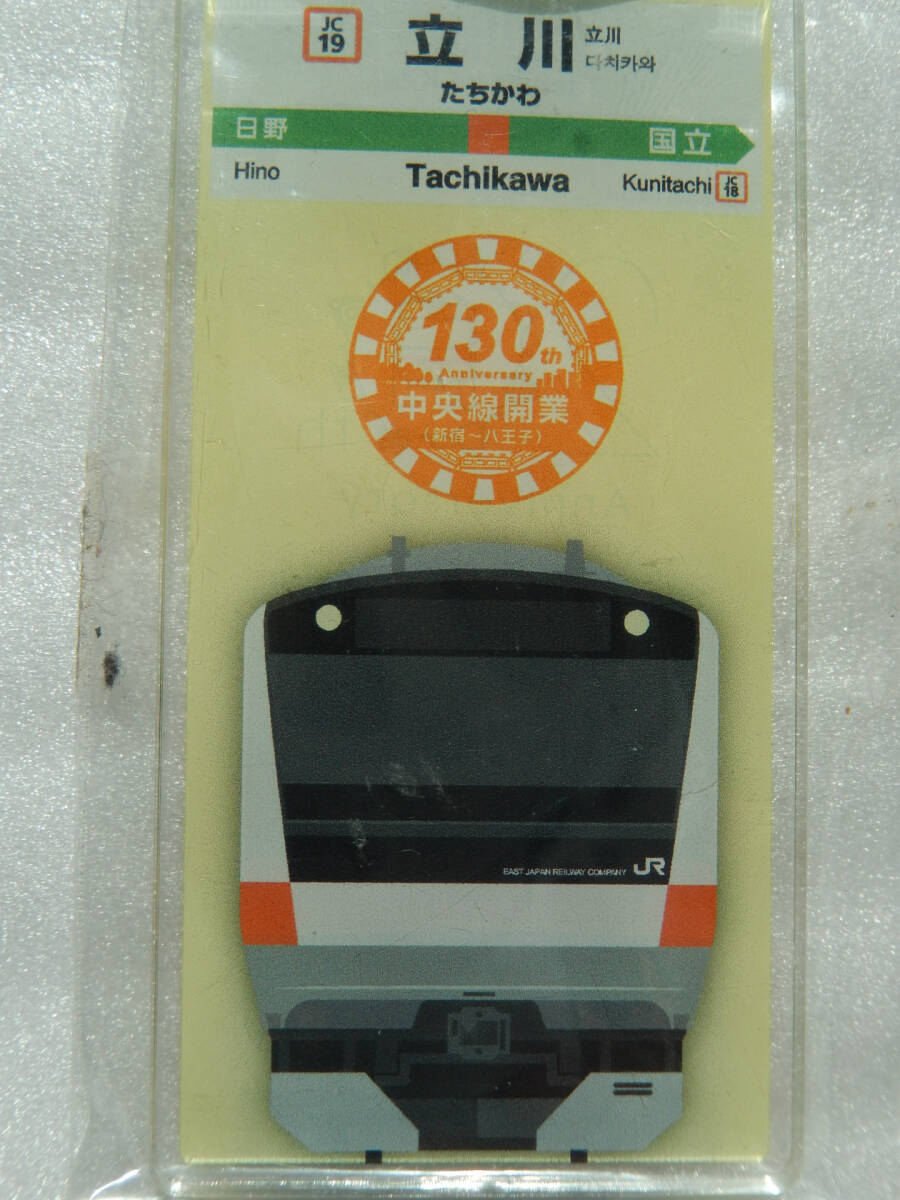 JC
19
立川
立川
다치카와
たちかわ
日野
国立
Hino
Tachikawa
Kunitachi
JC
18
130th
Anniversary
中央線開業
(新宿〜八王子)
EAST JAPAN REILWAY COMPANY JR